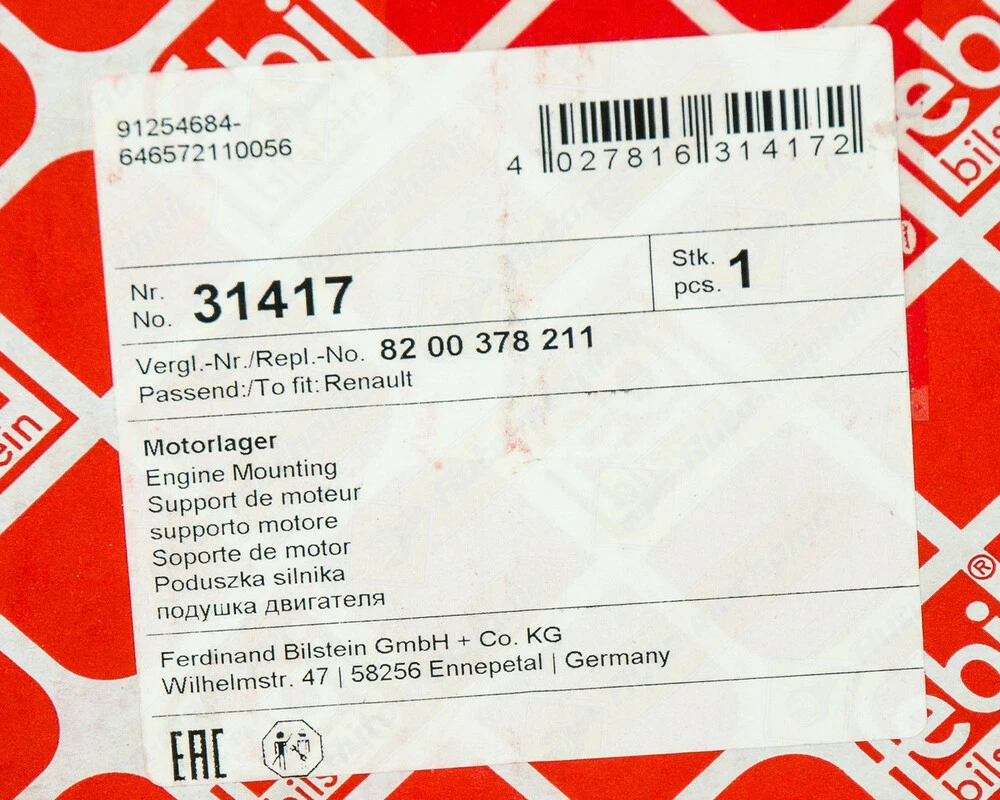 91254684-
646572110056
4 027816 314172
Nr.
No. 31417
Stk.
pcs. 1
Vergl.-Nr./Repl.-No. 82 00 378 211
Passend:/To fit: Renault
Motorlager
Engine Mounting
Support de moteur
supporto motore
Soporte de motor
Poduszka silnika
подушка двигателя
Ferdinand Bilstein GmbH + Co. KG
Wilhelmstr. 47 | 58256 Ennepetal | Germany
EAC